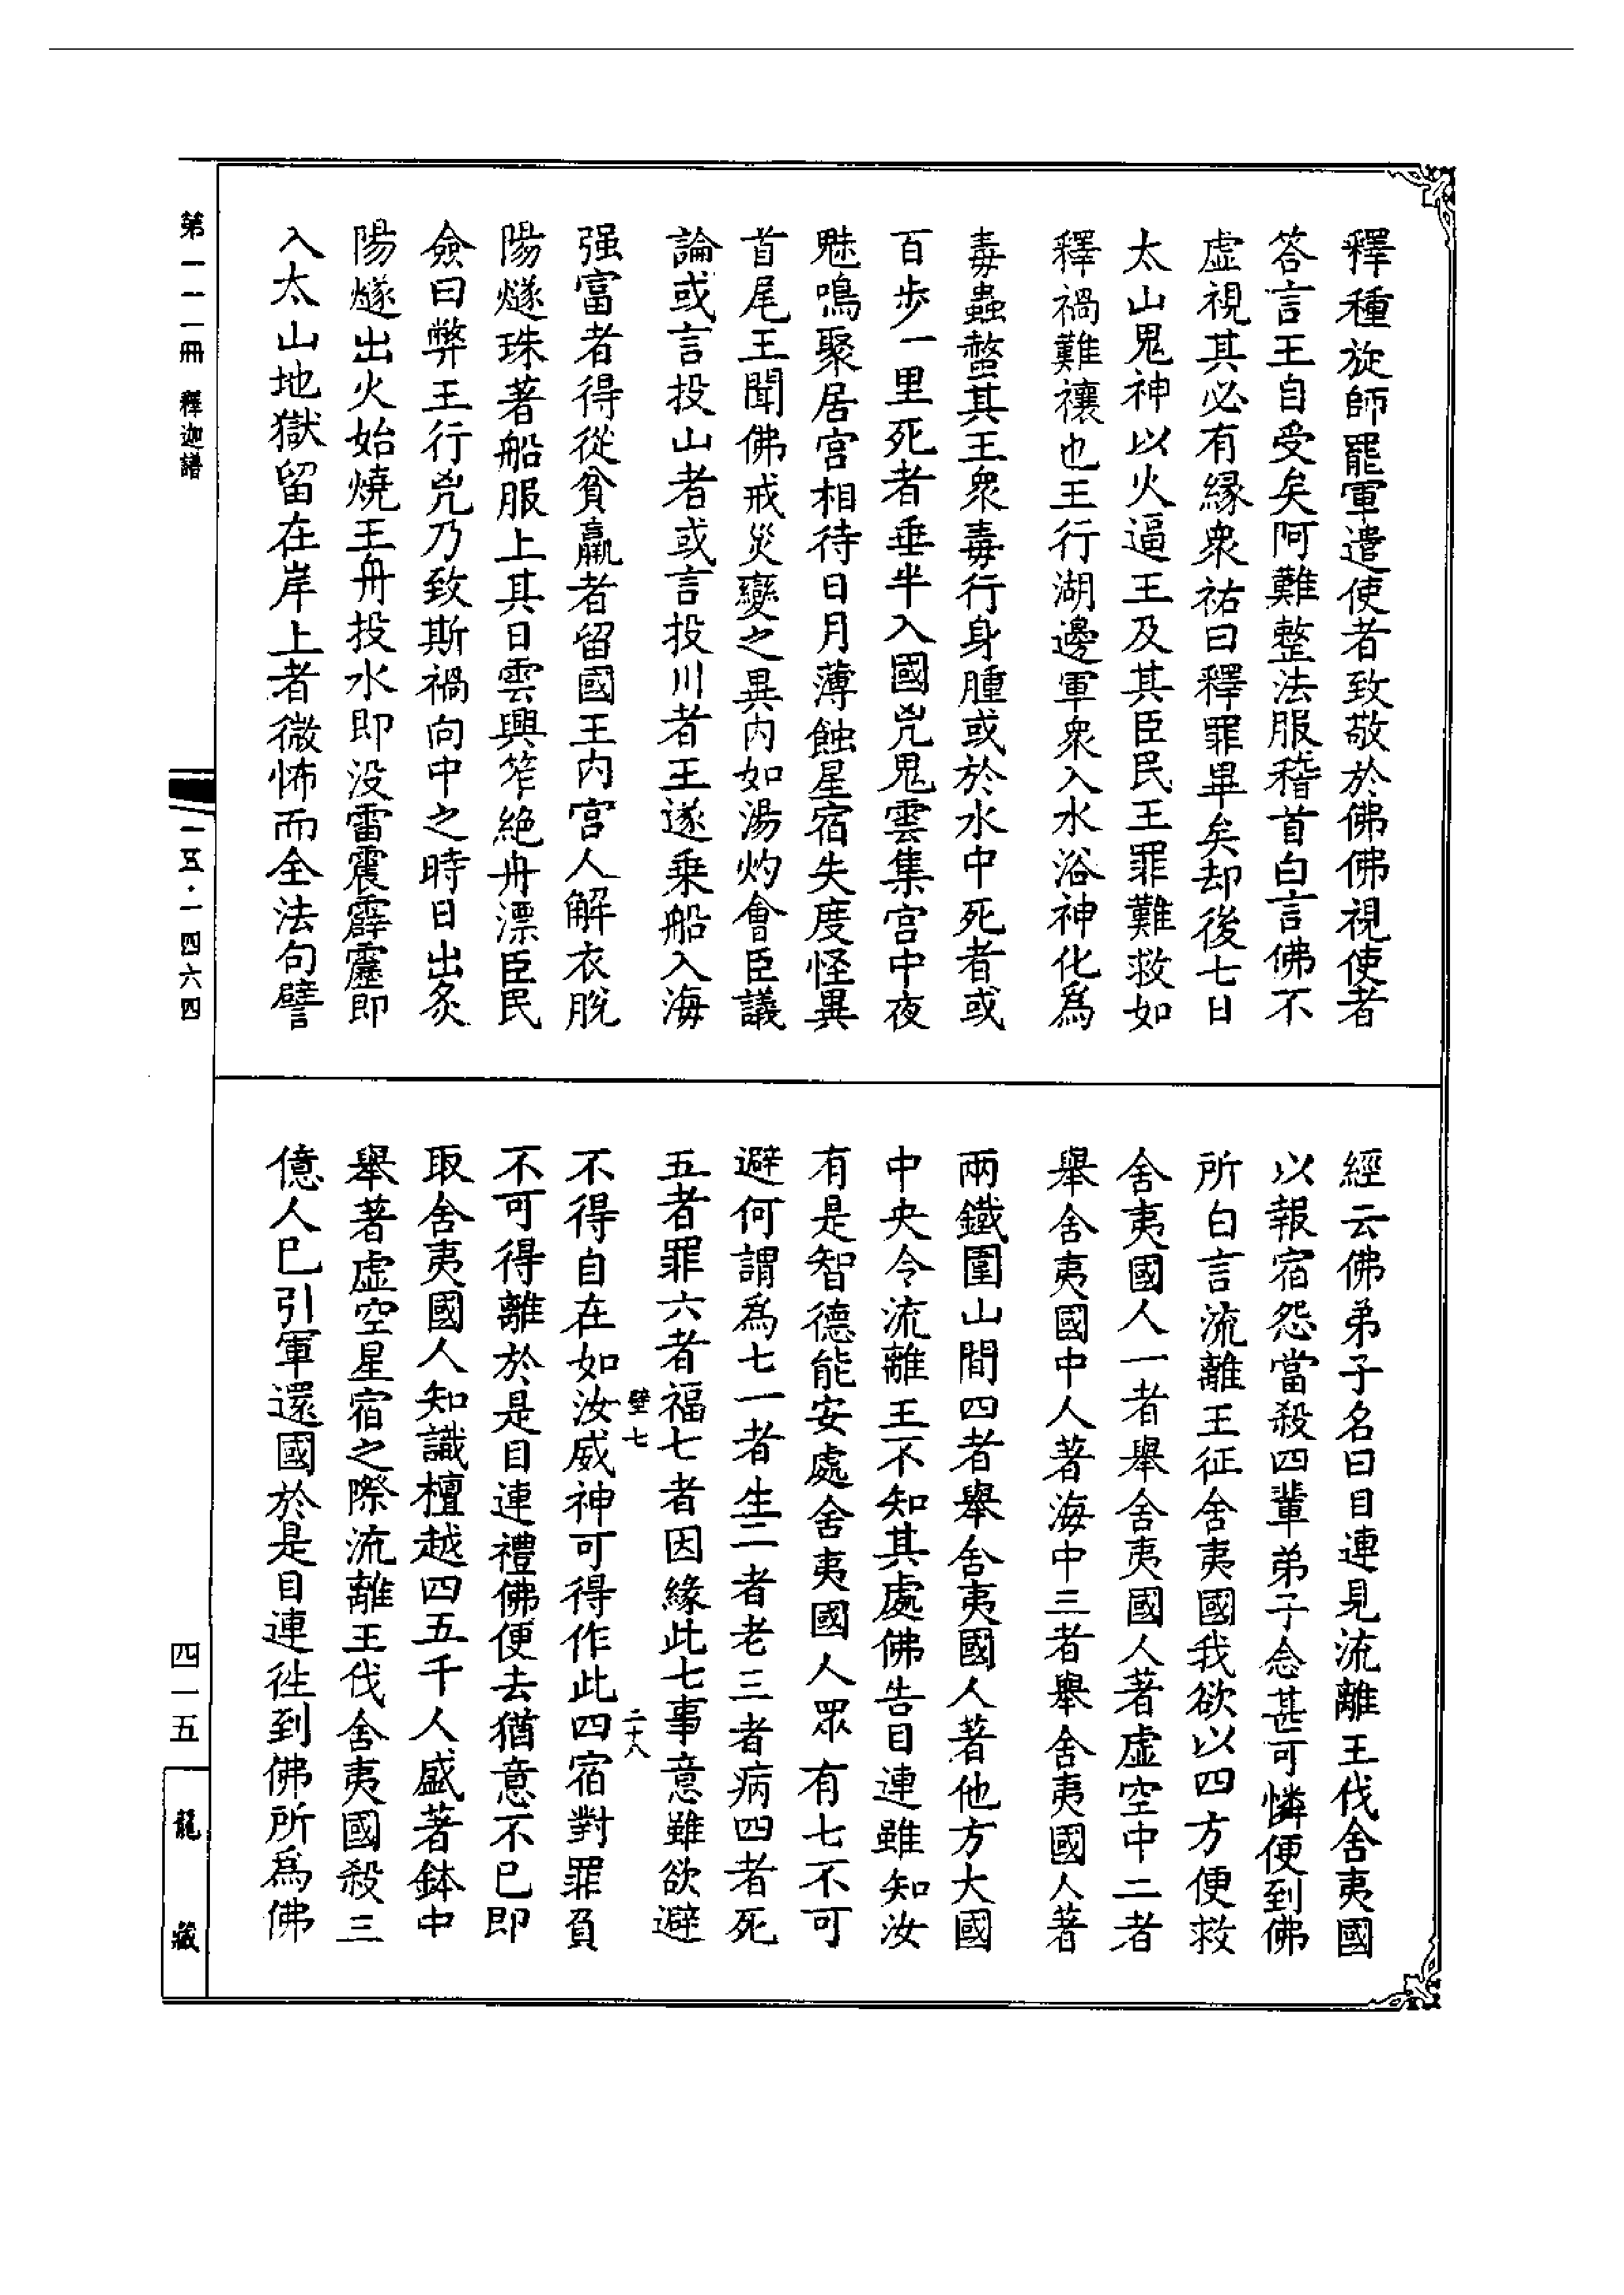 釋種旋師罷軍遣使者致敬於佛佛視使者
答言王自受矣阿難整法服稽首白言佛不
虛視其必有緣衆祐曰釋罪畢矣却後七日
太山鬼神以火逼王及其臣民王罪難救如
釋禍難禳也王行湖邊軍衆入水浴神化為
毒蟲螫其王衆毒行身腫或於水中死者或
百步一里死者垂半入國兇鬼雲集宮中夜
魅鳴聚居宮相待日月薄蝕星宿失度怪異
首尾王聞佛戒災變之異內如湯灼會臣議
論或言投山者或言投川者王遂乗船入海
强富者得從貧羸者留國王內宮人解衣脫
陽燧珠著船服上其日雲興笮絶舟漂臣民
僉曰弊王行兇乃致斯禍向中之時日出炙
陽燧出火始燒王舟投水即没雷震霹靂即
入太山地獄留在岸上者微怖而全法句譬
經云佛弟子名曰目連見流離王伐舍夷國
以報宿怨當殺四輩弟子念甚可憐便到佛
所白言流離王征舍夷國我欲以四方便救
舍夷國人一者舉舍夷國人著虛空中二者
舉舍夷國中人著海中三者舉舍夷國人著
兩鐵圍山間四者舉舍夷國人著他方大國
中央令流離王不知其處佛告目連雖知汝
有是智德能安處舍夷國人眾有七不可
避何謂為七一者生二者老三者病四者死
五者罪六者福七者因緣此七事意雖欲避
不得自在如汝威神可得作此四宿對罪負
不可得離於是目連禮佛便去猶意不已即
取舍夷國人知識檀越四五千人盛著鉢中
舉著虛空星宿之際流離王伐舍夷國殺三
億人已引軍還國於是目連徃到佛所為佛
壁七
二十八
第一一一冊 釋迦譜
一五·一四六四
四一五
龍藏